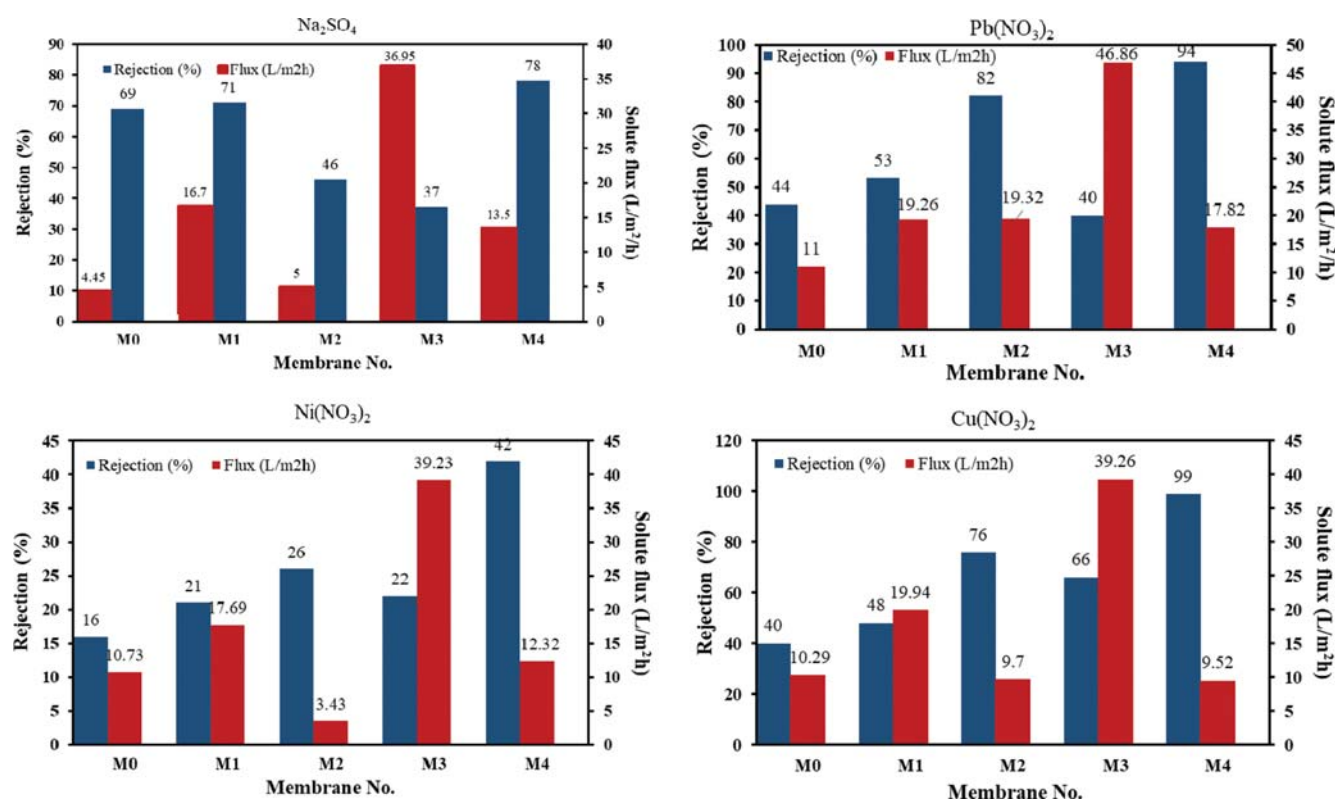 Na₂SO₄
Rejection (%) Flux (L/m2h)
90
80
70
60
50
40
30
20
10
0
Rejection (%)
4.45 69 16.7 71 5 46 36.95 37 13.5 78
40
35
30
25
20
15
10
5
0
Solute flux (L/m²/h)
M0 M1 M2 M3 M4
Membrane No.
Pb(NO₃)₂
Rejection (%) Flux (L/m2h)
100
90
80
70
60
50
40
30
20
10
0
Rejection (%)
44 11 53 19.26 82 19.32 40 46.86 94 17.82
50
45
40
35
30
25
20
15
10
5
0
Solute flux (L/m²/h)
M0 M1 M2 M3 M4
Membrane No.
Ni(NO₃)₂
Rejection (%) Flux (L/m2h)
45
40
35
30
25
20
15
10
5
0
Rejection (%)
16 10.73 21 17.69 26 3.43 22 39.23 42 12.32
45
40
35
30
25
20
15
10
5
0
Solute flux (L/m²h)
M0 M1 M2 M3 M4
Membrane No.
Cu(NO₃)₂
Rejection (%) Flux (L/m2h)
120
100
80
60
40
20
0
Rejection (%)
40 10.29 48 19.94 76 9.7 66 39.26 99 9.52
45
40
35
30
25
20
15
10
5
0
Solute flux (L/m²h)
M0 M1 M2 M3 M4
Membrane No.